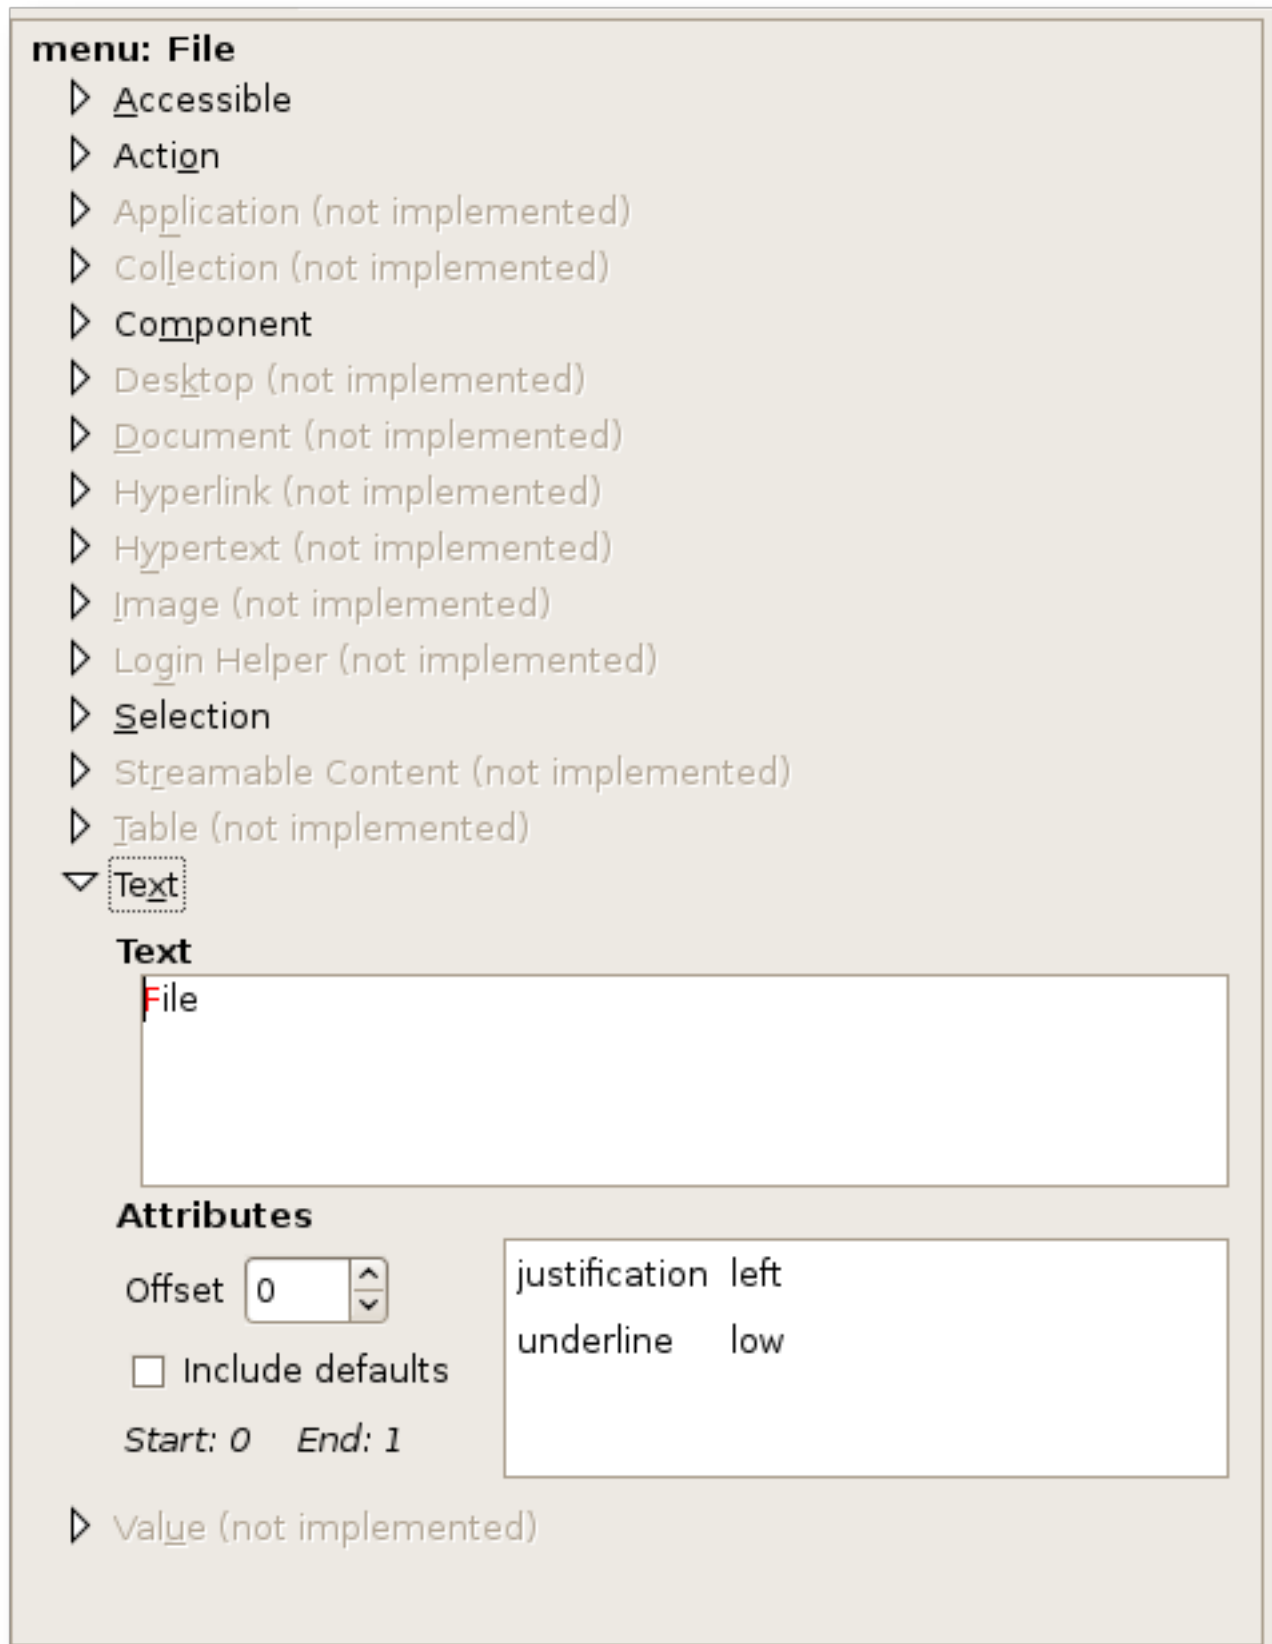 menu: File
Accessible
Action
Application (not implemented)
Collection (not implemented)
Component
Desktop (not implemented)
Document (not implemented)
Hyperlink (not implemented)
Hypertext (not implemented)
Image (not implemented)
Login Helper (not implemented)
Selection
Streamable Content (not implemented)
Table (not implemented)
Text
Text
File
Attributes
Offset 0
justification left
underline low
Include defaults
Start: 0 End: 1
Value (not implemented)